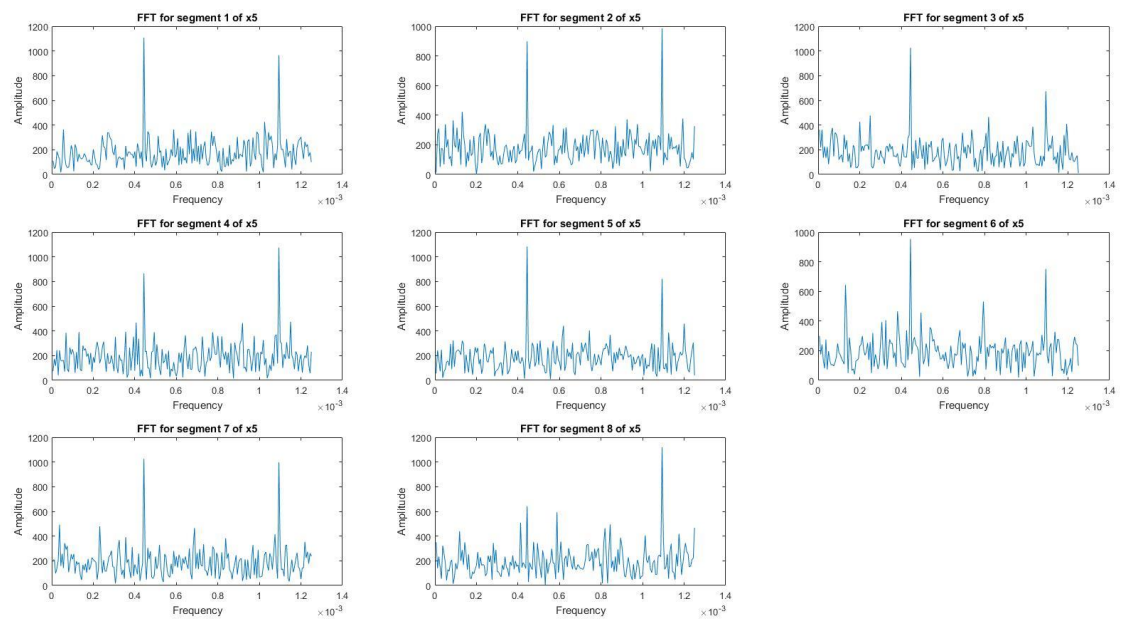 FFT for segment 1 of x5
1200
1000
800
600
400
200
0
Amplitude
0 0.2 0.4 0.6 0.8 1 1.2 1.4
Frequency
×10^-3
FFT for segment 2 of x5
1000
800
600
400
200
0
Amplitude
0 0.2 0.4 0.6 0.8 1 1.2 1.4
Frequency
×10^-3
FFT for segment 3 of x5
1200
1000
800
600
400
200
0
Amplitude
0 0.2 0.4 0.6 0.8 1 1.2 1.4
Frequency
×10^-3
FFT for segment 4 of x5
1200
1000
800
600
400
200
0
Amplitude
0 0.2 0.4 0.6 0.8 1 1.2 1.4
Frequency
×10^-3
FFT for segment 5 of x5
1200
1000
800
600
400
200
0
Amplitude
0 0.2 0.4 0.6 0.8 1 1.2 1.4
Frequency
×10^-3
FFT for segment 6 of x5
1000
800
600
400
200
0
Amplitude
0 0.2 0.4 0.6 0.8 1 1.2 1.4
Frequency
×10^-3
FFT for segment 7 of x5
1200
1000
800
600
400
200
0
Amplitude
0 0.2 0.4 0.6 0.8 1 1.2 1.4
Frequency
×10^-3
FFT for segment 8 of x5
1200
1000
800
600
400
200
0
Amplitude
0 0.2 0.4 0.6 0.8 1 1.2 1.4
Frequency
×10^-3